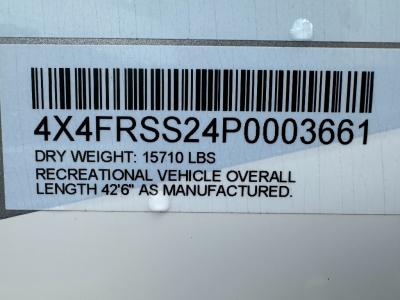 4X4FRSS24P0003661
DRY WEIGHT: 15710 LBS
RECREATIONAL VEHICLE OVERALL
LENGTH 42'6" AS MANUFACTURED.